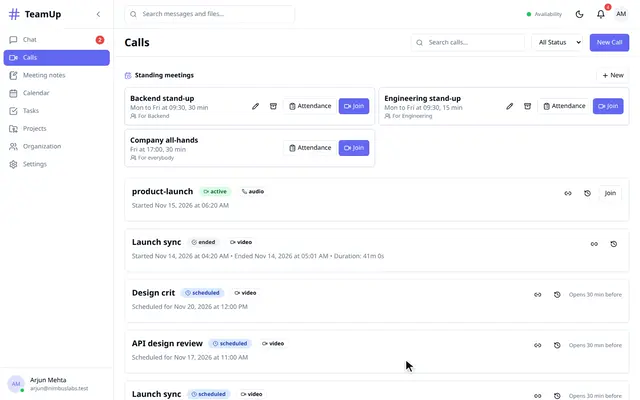 TeamUp
Search messages and files...
Availability
4
AM
Chat
2
Calls
Meeting notes
Calendar
Tasks
Projects
Organization
Settings
Calls
Search calls...
All Status
New Call
Standing meetings
New
Backend stand-up
Mon to Fri at 09:30, 30 min
For Backend
Attendance
Join
Engineering stand-up
Mon to Fri at 09:30, 15 min
For Engineering
Attendance
Join
Company all-hands
Fri at 17:00, 30 min
For everybody
Attendance
Join
product-launch active audio
Started Nov 15, 2026 at 06:20 AM
Join
Launch sync ended video
Started Nov 14, 2026 at 04:20 AM • Ended Nov 14, 2026 at 05:01 AM • Duration: 41m 0s
Design crit scheduled video
Scheduled for Nov 20, 2026 at 12:00 PM
Opens 30 min before
API design review scheduled video
Scheduled for Nov 17, 2026 at 11:00 AM
Opens 30 min before
Launch sync scheduled video
Opens 30 min before
AM
Arjun Mehta
arjun@nimbuslabs.test